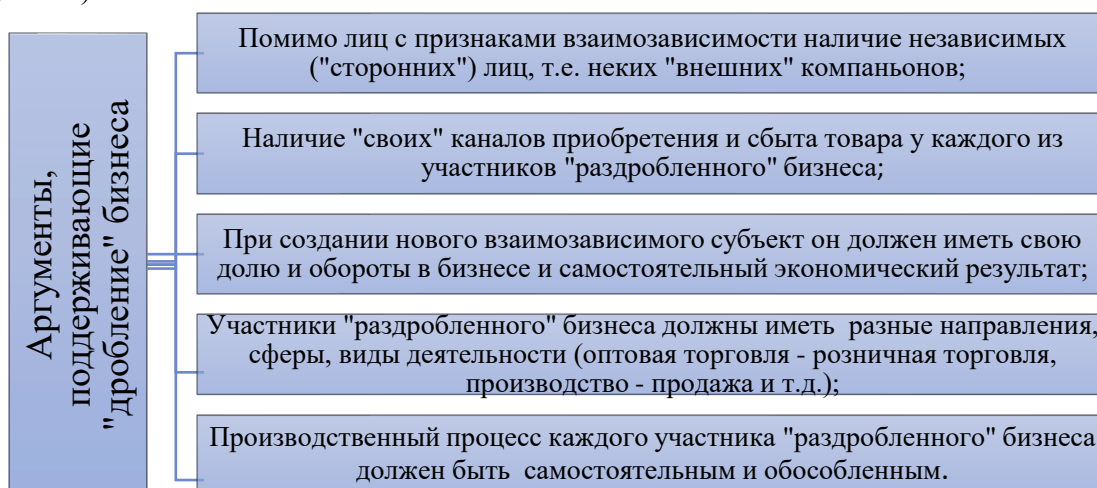 Аргументы,
поддерживающие
"дробление" бизнеса
Помимо лиц с признаками взаимозависимости наличие независимых
("сторонних") лиц, т.е. неких "внешних" компаньонов;
Наличие "своих" каналов приобретения и сбыта товара у каждого из
участников "раздробленного" бизнеса;
При создании нового взаимозависимого субъект он должен иметь свою
долю и обороты в бизнесе и самостоятельный экономический результат;
Участники "раздробленного" бизнеса должны иметь разные направления,
сферы, виды деятельности (оптовая торговля - розничная торговля,
производство - продажа и т.д.);
Производственный процесс каждого участника "раздробленного" бизнеса
должен быть самостоятельным и обособленным.